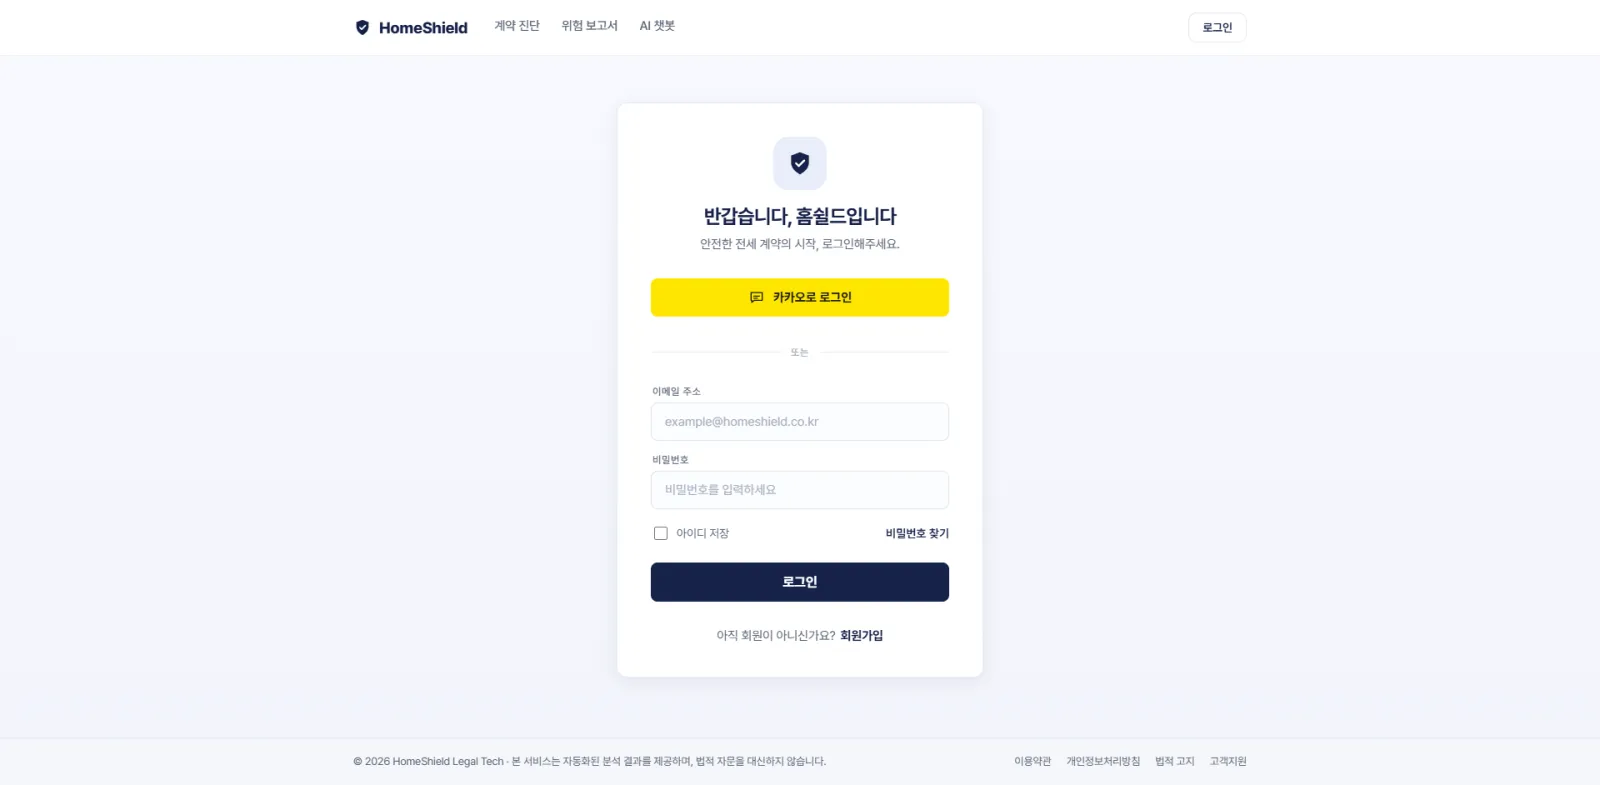 HomeShield 계약 진단 위험 보고서 AI 챗봇 로그인
반갑습니다, 홈쉴드입니다
안전한 전세 계약의 시작, 로그인해주세요.
카카오로 로그인
또는
이메일 주소
example@homeshield.co.kr
비밀번호
비밀번호를 입력하세요
아이디 저장 비밀번호 찾기
로그인
아직 회원이 아니신가요? 회원가입
© 2026 HomeShield Legal Tech · 본 서비스는 자동화된 분석 결과를 제공하며, 법적 자문을 대신하지 않습니다. 이용약관 개인정보처리방침 법적 고지 고객지원